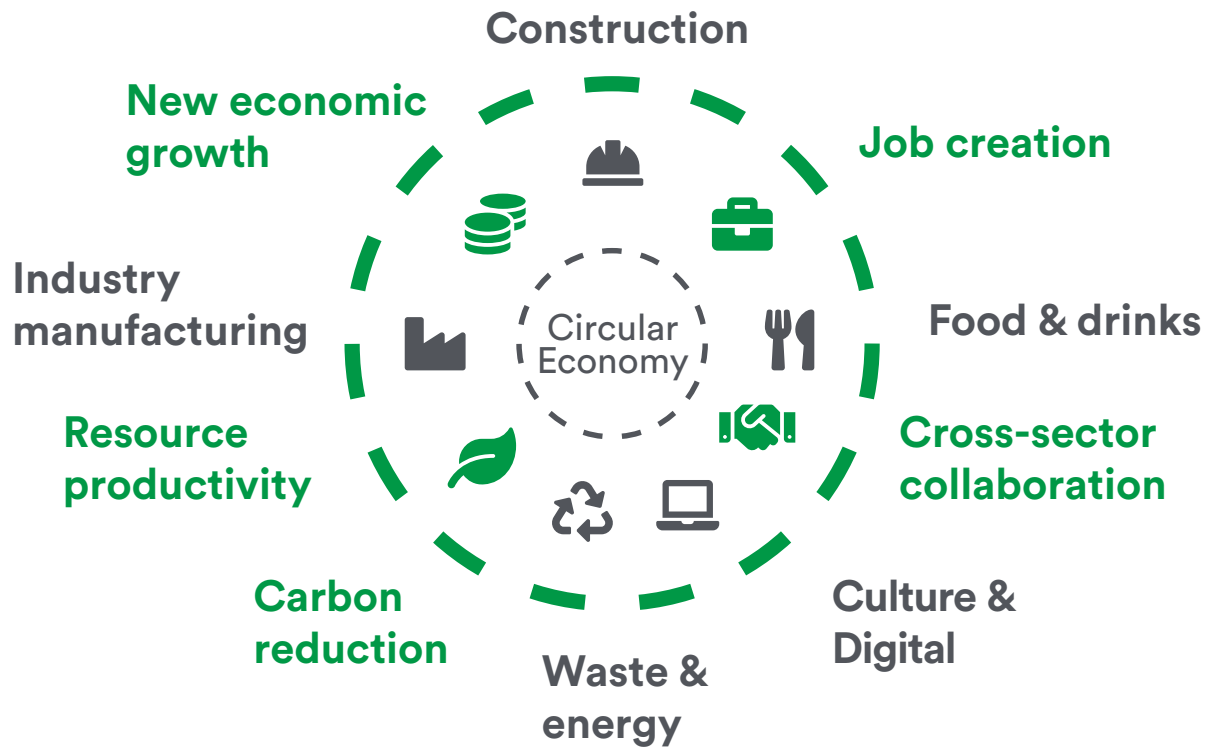 Construction
New economic
growth
Job creation
Industry
manufacturing
Circular
Economy
Food & drinks
Resource
productivity
Cross-sector
collaboration
Carbon
reduction
Culture &
Digital
Waste &
energy